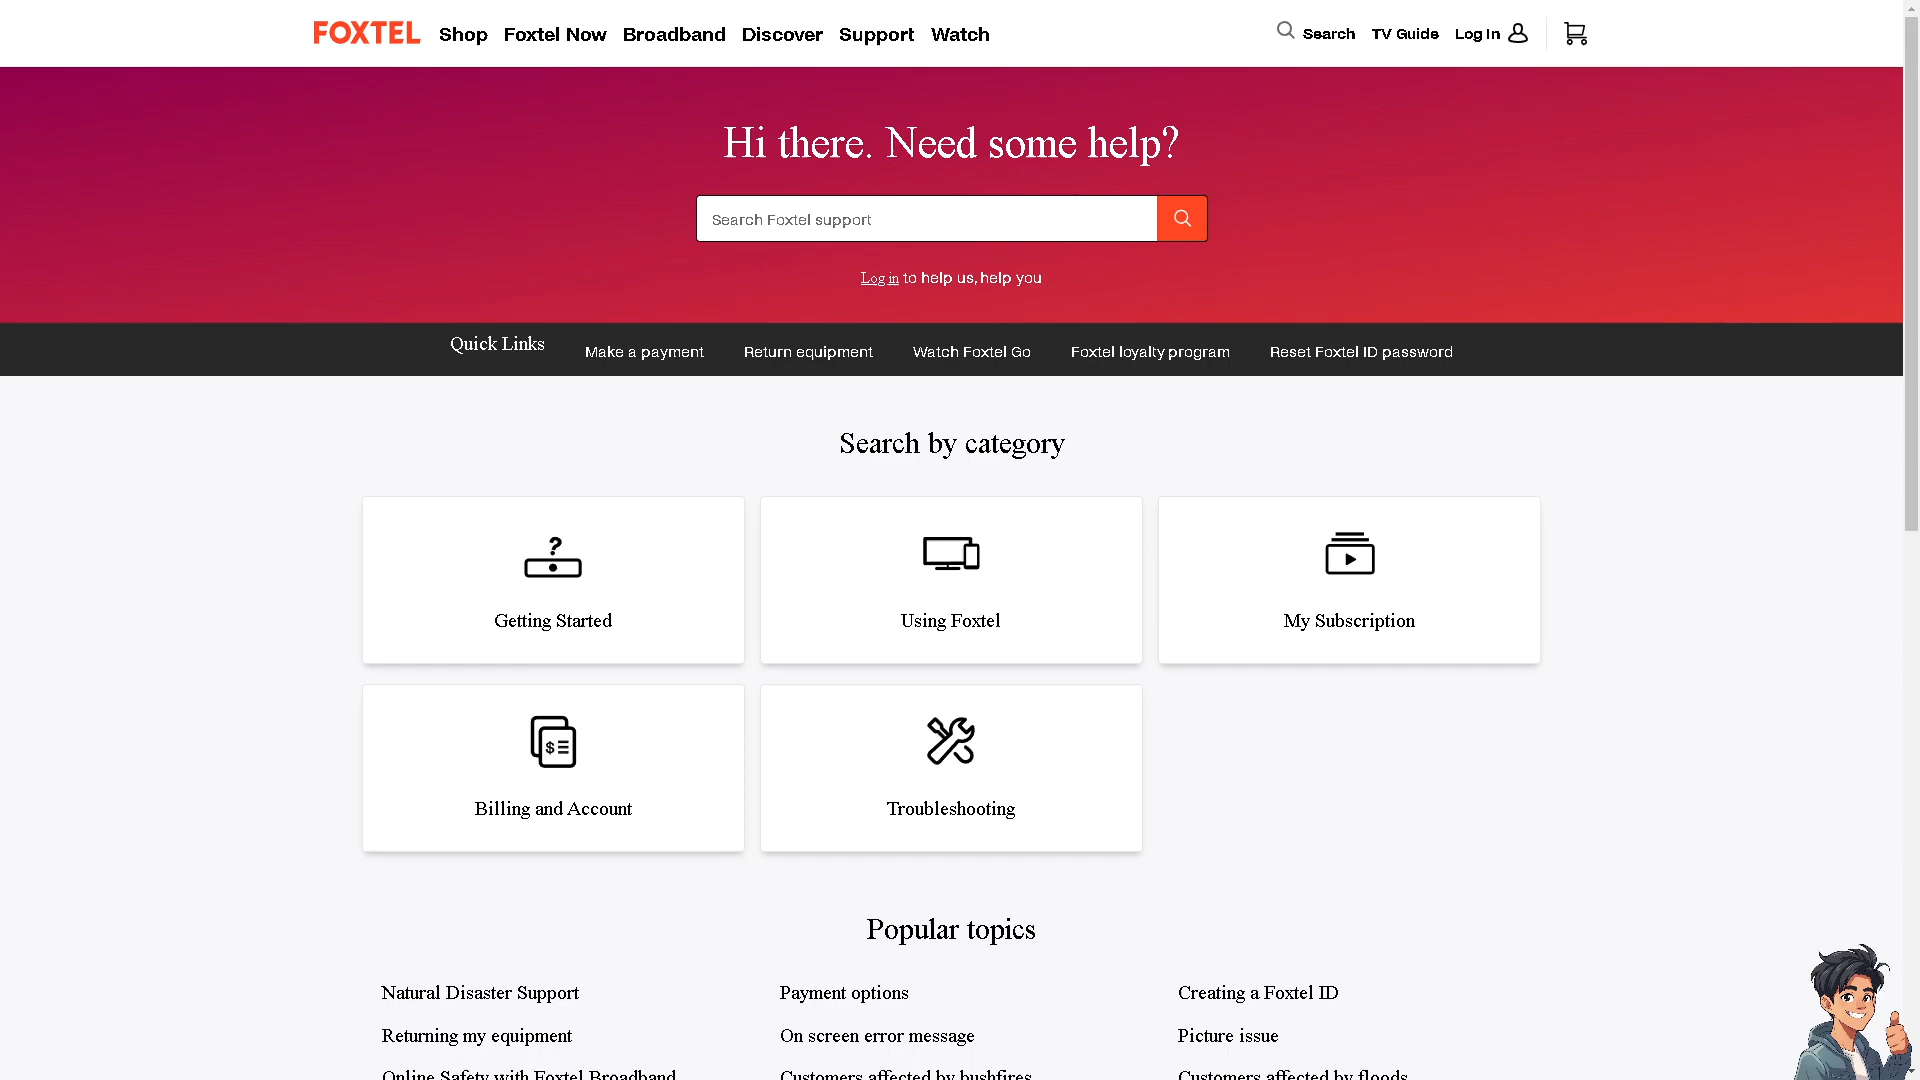 FOXTEL Shop Foxtel Now Broadband Discover Support Watch Search TV Guide Log In
Hi there. Need some help?
Search Foxtel support
Log in to help us, help you
Quick Links Make a payment Return equipment Watch Foxtel Go Foxtel loyalty program Reset Foxtel ID password
Search by category
Getting Started Using Foxtel My Subscription
Billing and Account Troubleshooting
Popular topics
Natural Disaster Support Payment options Creating a Foxtel ID
Returning my equipment On screen error message Picture issue
Online Safety with Foxtel Broadband Customers affected by bushfires Customers affected by floods